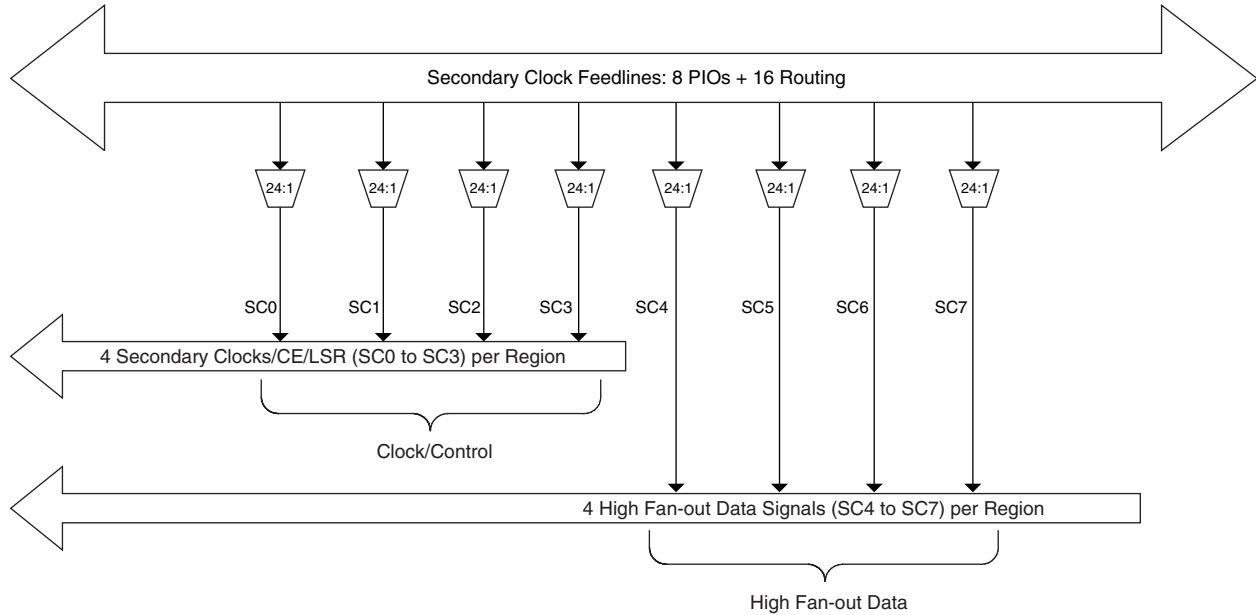 Secondary Clock Feedlines: 8 PIOs + 16 Routing
24:1
24:1
24:1
24:1
24:1
24:1
24:1
24:1
SC0
SC1
SC2
SC3
SC4
SC5
SC6
SC7
4 Secondary Clocks/CE/LSR (SC0 to SC3) per Region
Clock/Control
4 High Fan-out Data Signals (SC4 to SC7) per Region
High Fan-out Data